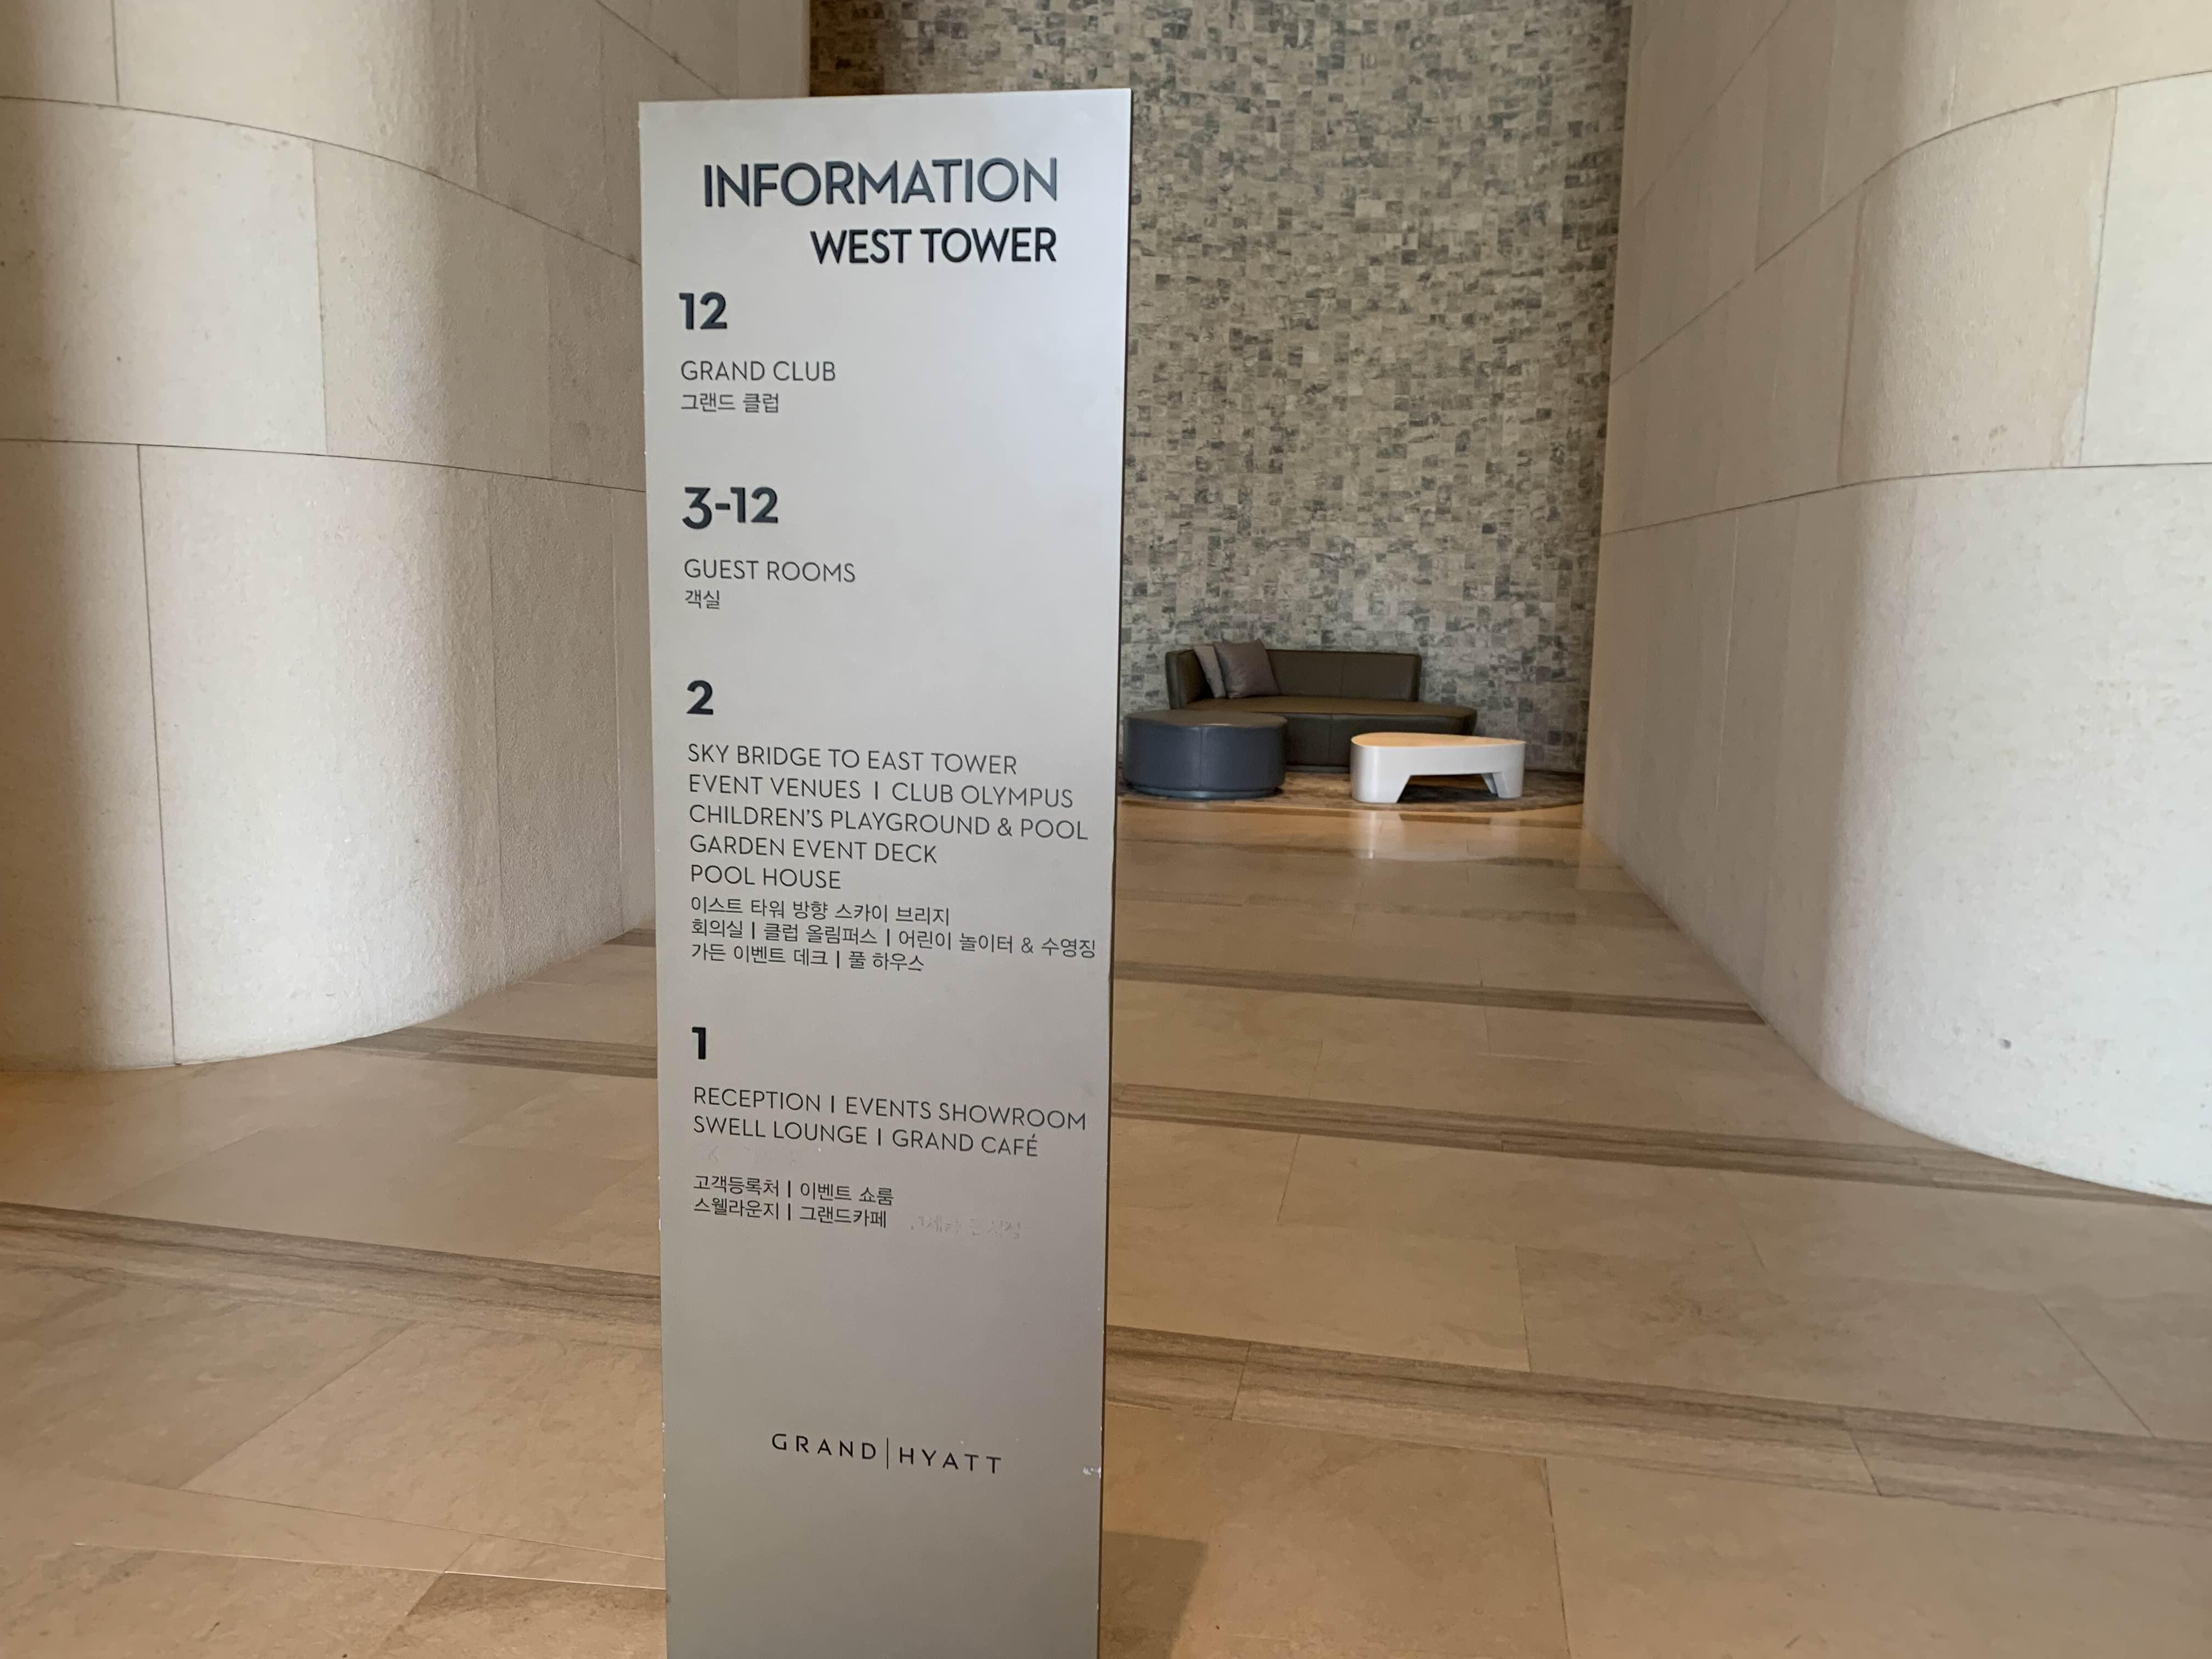 INFORMATION
WEST TOWER
12
GRAND CLUB
그랜드 클럽
3-12
GUEST ROOMS
객실
2
SKY BRIDGE TO EAST TOWER
EVENT VENUES | CLUB OLYMPUS
CHILDREN'S PLAYGROUND & POOL
GARDEN EVENT DECK
POOL HOUSE
이스트 타워 방향 스카이 브리지
회의실 | 클럽 올림퍼스 | 어린이 놀이터 & 수영징
가든 이벤트 데크 | 풀 하우스
1
RECEPTION | EVENTS SHOWROOM
SWELL LOUNGE | GRAND CAFÉ
고객등록처 | 이벤트 쇼룸
스웰라운지 | 그랜드카페
GRAND | HYATT